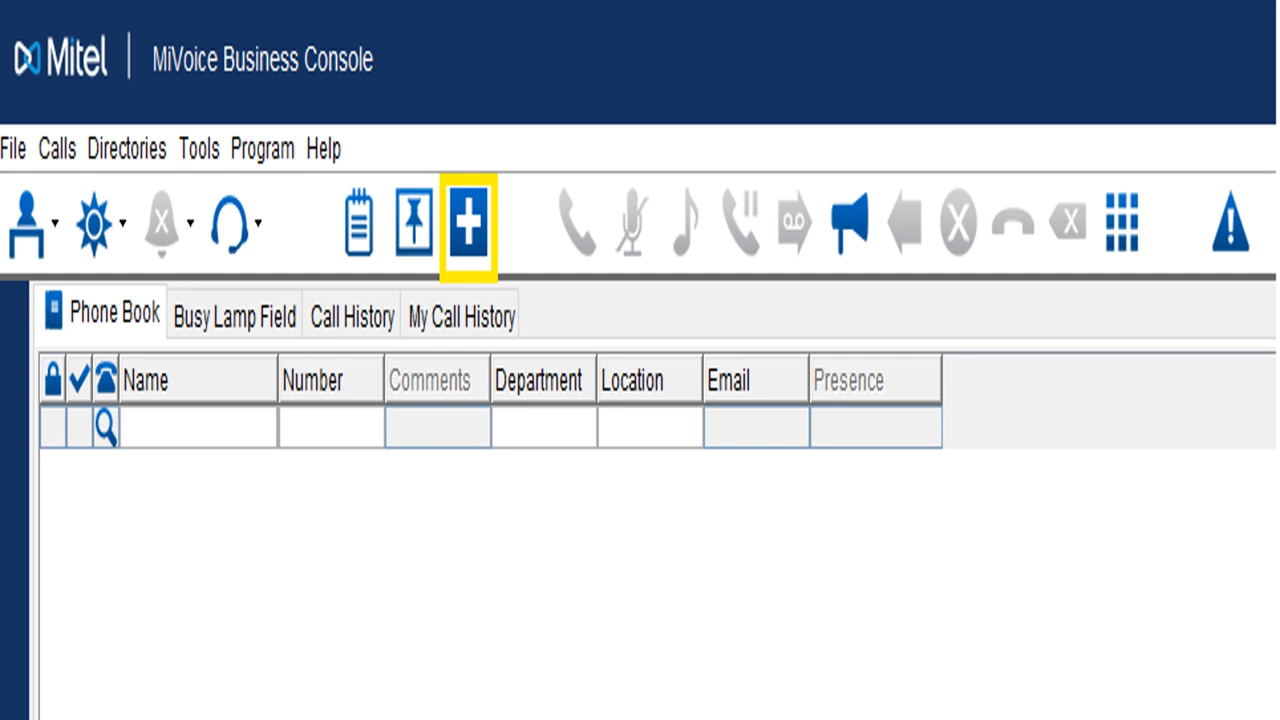 Mitel | MiVoice Business Console
File Calls Directories Tools Program Help
Phone Book Busy Lamp Field Call History My Call History
Name Number Comments Department Location Email Presence